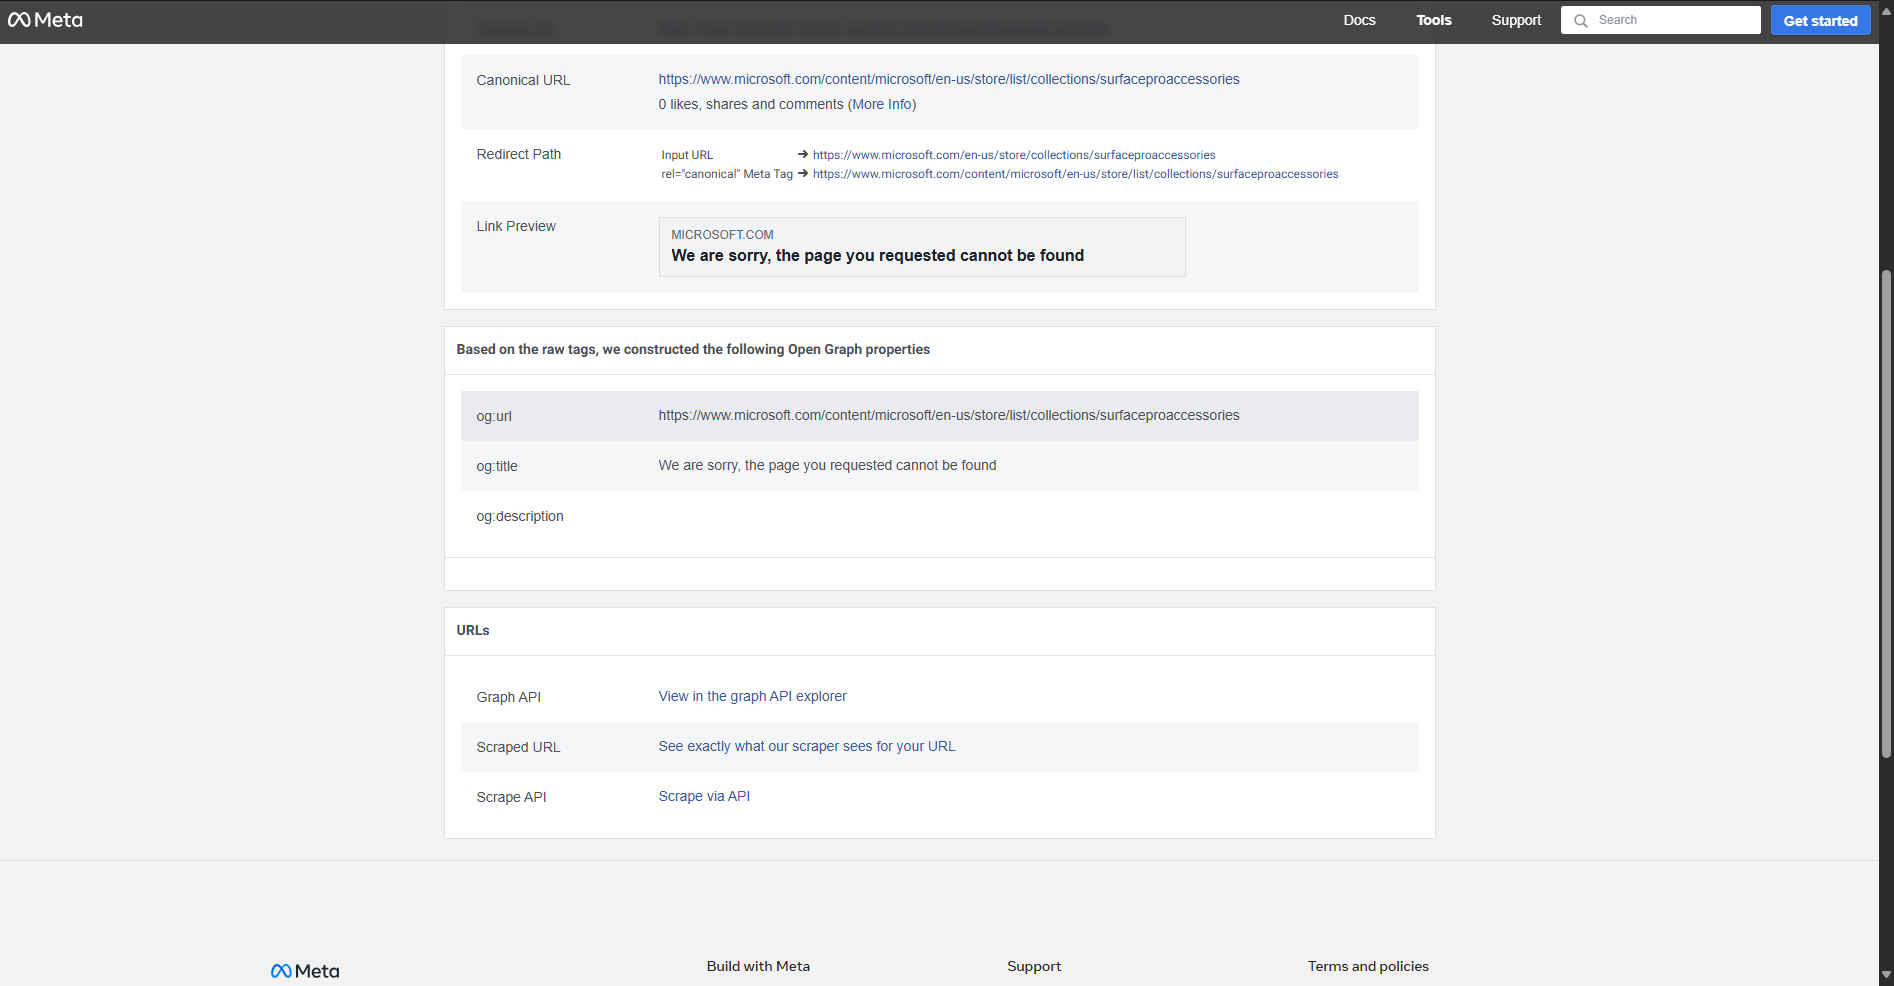 Meta
Docs
Tools
Support
Search
Get started
Canonical URL
https://www.microsoft.com/content/microsoft/en-us/store/list/collections/surfaceproaccessories
0 likes, shares and comments (More Info)
Redirect Path
Input URL → https://www.microsoft.com/en-us/store/collections/surfaceproaccessories
rel="canonical" Meta Tag → https://www.microsoft.com/content/microsoft/en-us/store/list/collections/surfaceproaccessories
Link Preview
MICROSOFT.COM
We are sorry, the page you requested cannot be found
Based on the raw tags, we constructed the following Open Graph properties
og:url
https://www.microsoft.com/content/microsoft/en-us/store/list/collections/surfaceproaccessories
og:title
We are sorry, the page you requested cannot be found
og:description
URLs
Graph API
View in the graph API explorer
Scraped URL
See exactly what our scraper sees for your URL
Scrape API
Scrape via API
Meta
Build with Meta
Support
Terms and policies